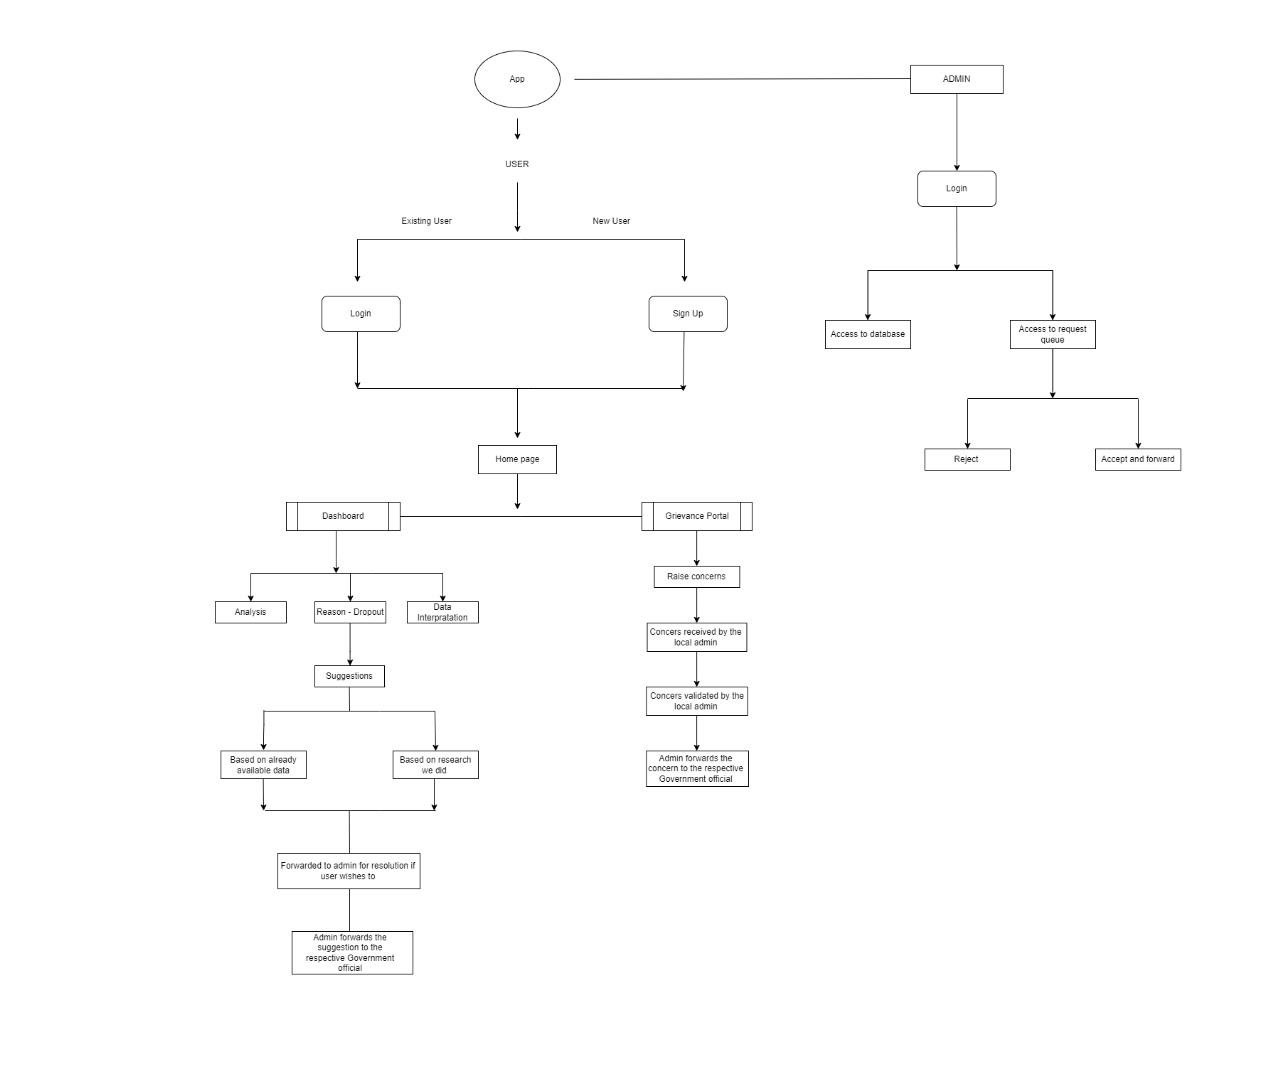 App
ADMIN
USER
Login
Existing User
New User
Login
Sign Up
Access to database
Access to request
queue
Home page
Reject
Accept and forward
Dashboard
Grievance Portal
Raise concerns
Analysis
Reason - Dropout
Data
Interpratation
Concers received by the
local admin
Suggestions
Concers validated by the
local admin
Based on already
available data
Based on research
we did
Admin forwards the
concern to the respective
Government official
Forwarded to admin for resolution if
user wishes to
Admin forwards the
suggestion to the
respective Government
official